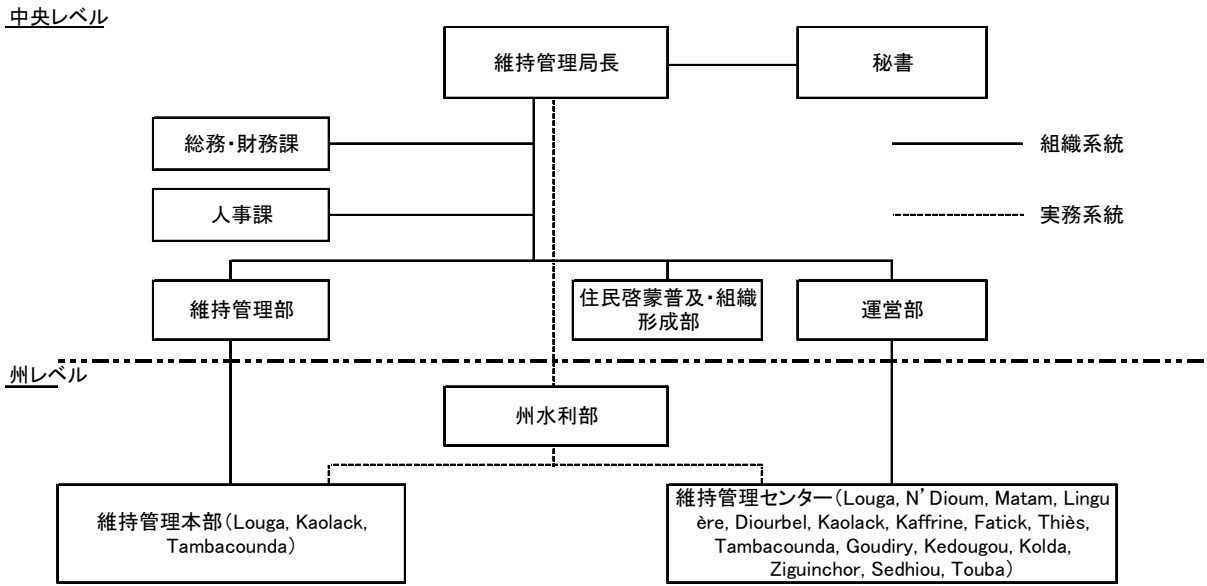 中央レベル
維持管理局長
秘書
総務・財務課
組織系統
人事課
実務系統
維持管理部
住民啓蒙普及・組織
形成部
運営部
州レベル
州水利部
維持管理本部(Louga, Kaolack,
Tambacounda)
維持管理センター(Louga, N'Dioum, Matam, Lingu
ère, Diourbel, Kaolack, Kaffrine, Fatick, Thiès,
Tambacounda, Goudiry, Kedougou, Kolda,
Ziguinchor, Sedhiou, Touba)